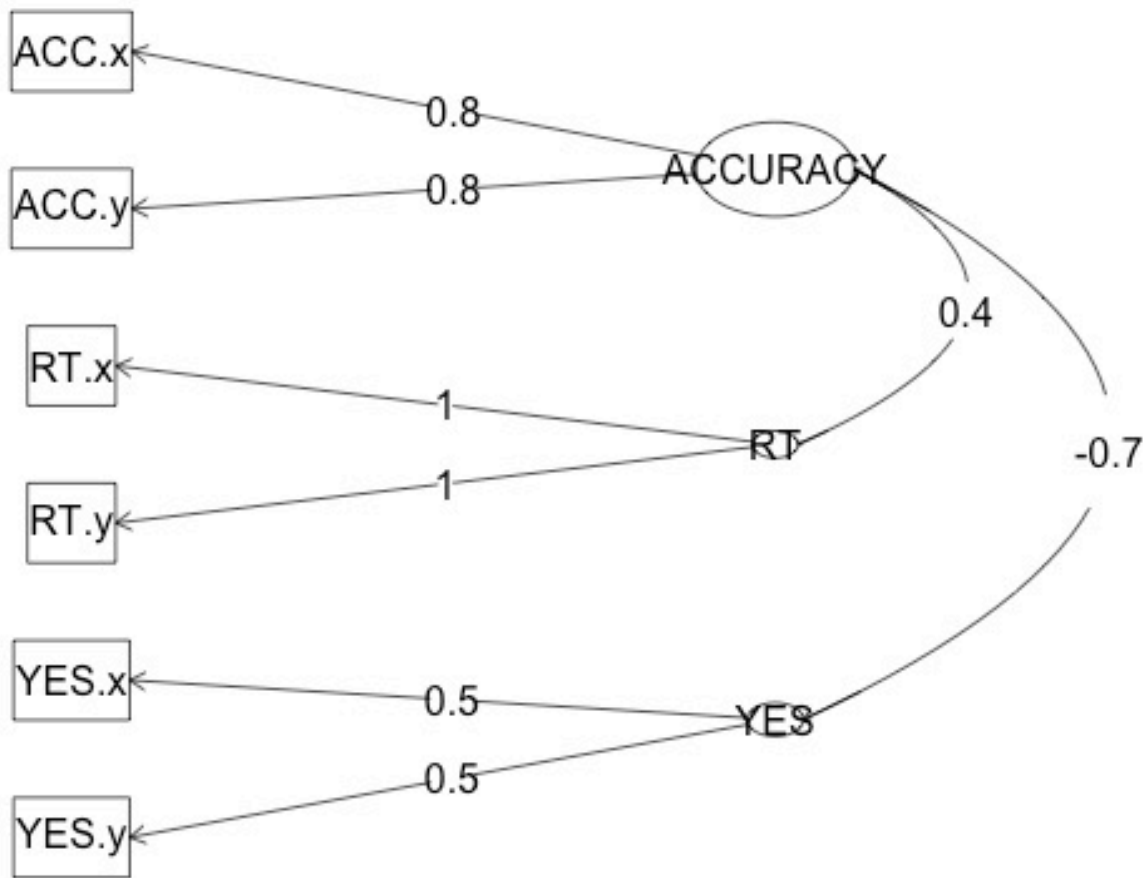 ACC.x
0.8
ACC.y
0.8
ACCURACY
0.4
RT.x
1
RT
-0.7
RT.y
1
YES.x
0.5
YES
YES.y
0.5